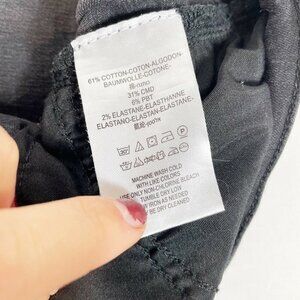 61% COTTON-COTON-ALGODON
BAUMWOLLE-COTONE-
31% CMD
6% PBT
2% ELASTANE-ELASTHANNE
ELASTANO-ELASTAN-ELASTAN-
MACHINE WASH COLD
WITH LIKE COLORS
USE ONLY NON-CHLORINE BLEACH
TUMBLE DRY LOW
IRON AS NEEDED
BE DRY CLEANED